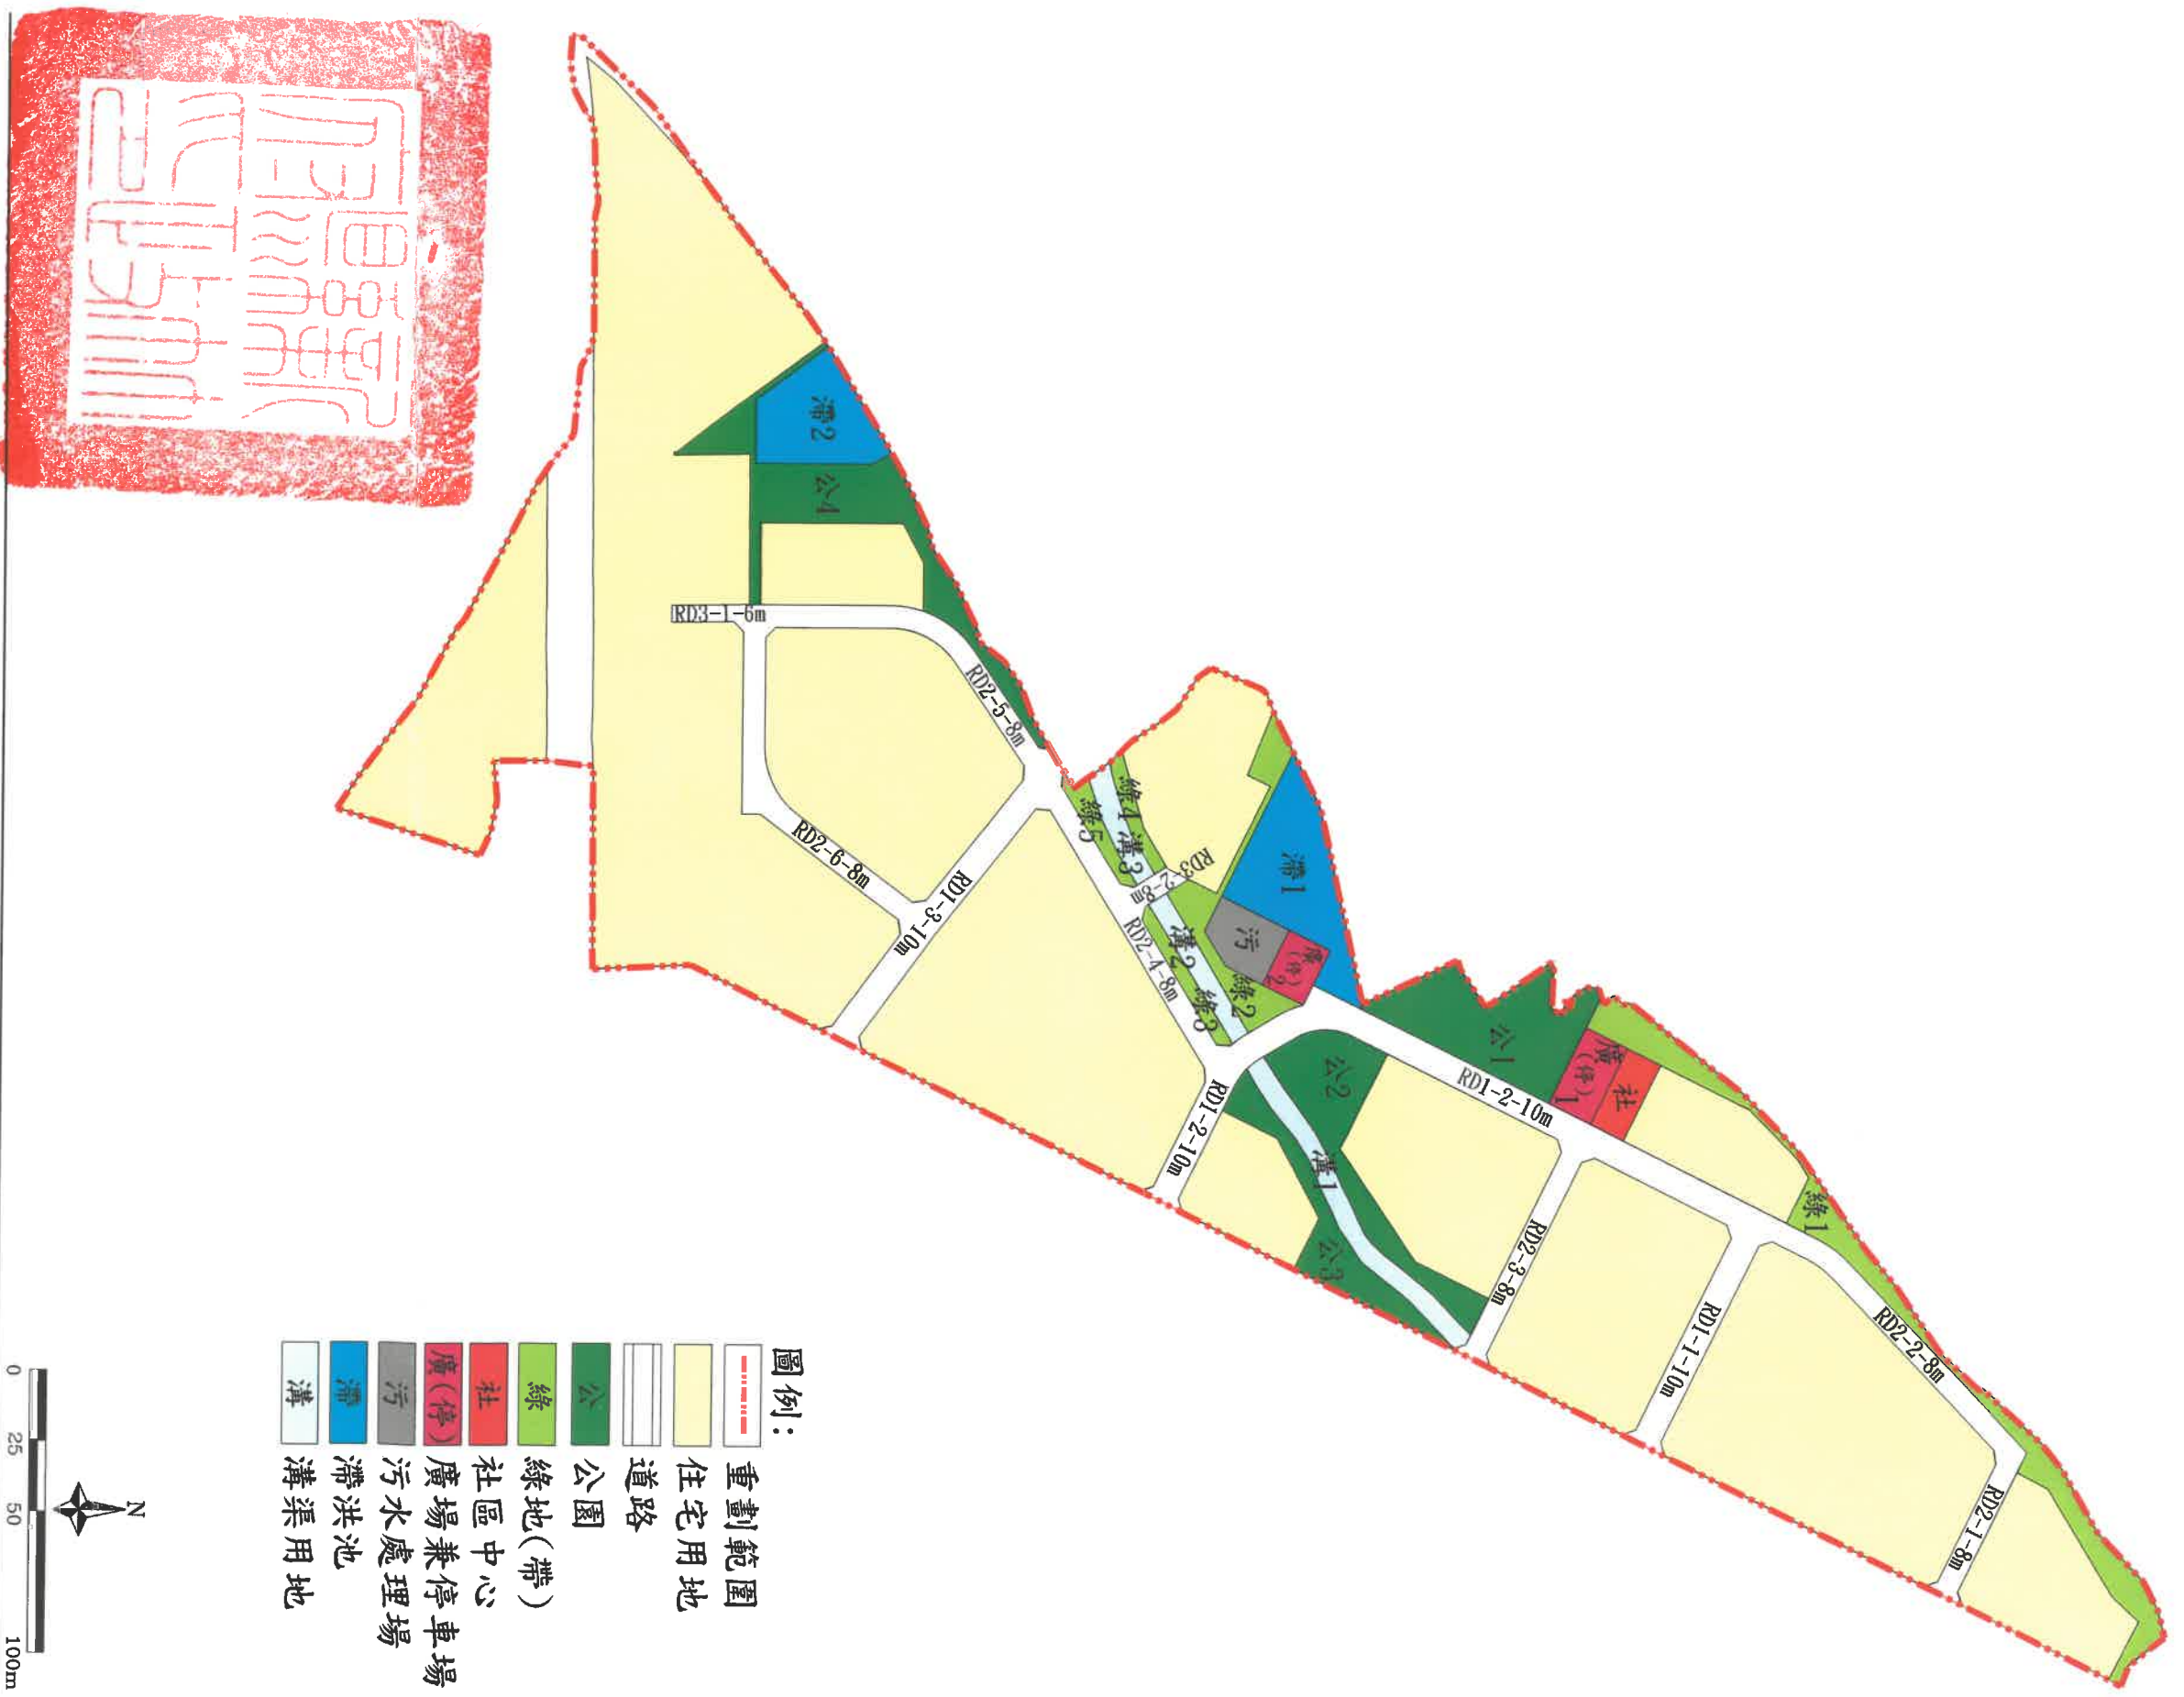 滯2
公4
RD3-1-6m
RD2-5-8m
RD2-6-8m
RD1-3-10m
綠4
溝3
綠5
RD3-2-8m
滯1
污
廣(停)2
溝2
綠2
綠3
RD2-4-8m
公1
公2
RD1-2-10m
廣(停)1
社
RD1-2-10m
溝1
公3
綠1
RD2-3-8m
RD1-1-10m
RD2-2-8m
RD2-1-8m
圖例：
重劃範圍
住宅用地
道路
公 公園
綠 綠地(帶)
社 社區中心
廣(停) 廣場兼停車場
污 污水處理場
滯 滯洪池
溝 溝渠用地
N
0 25 50 100m